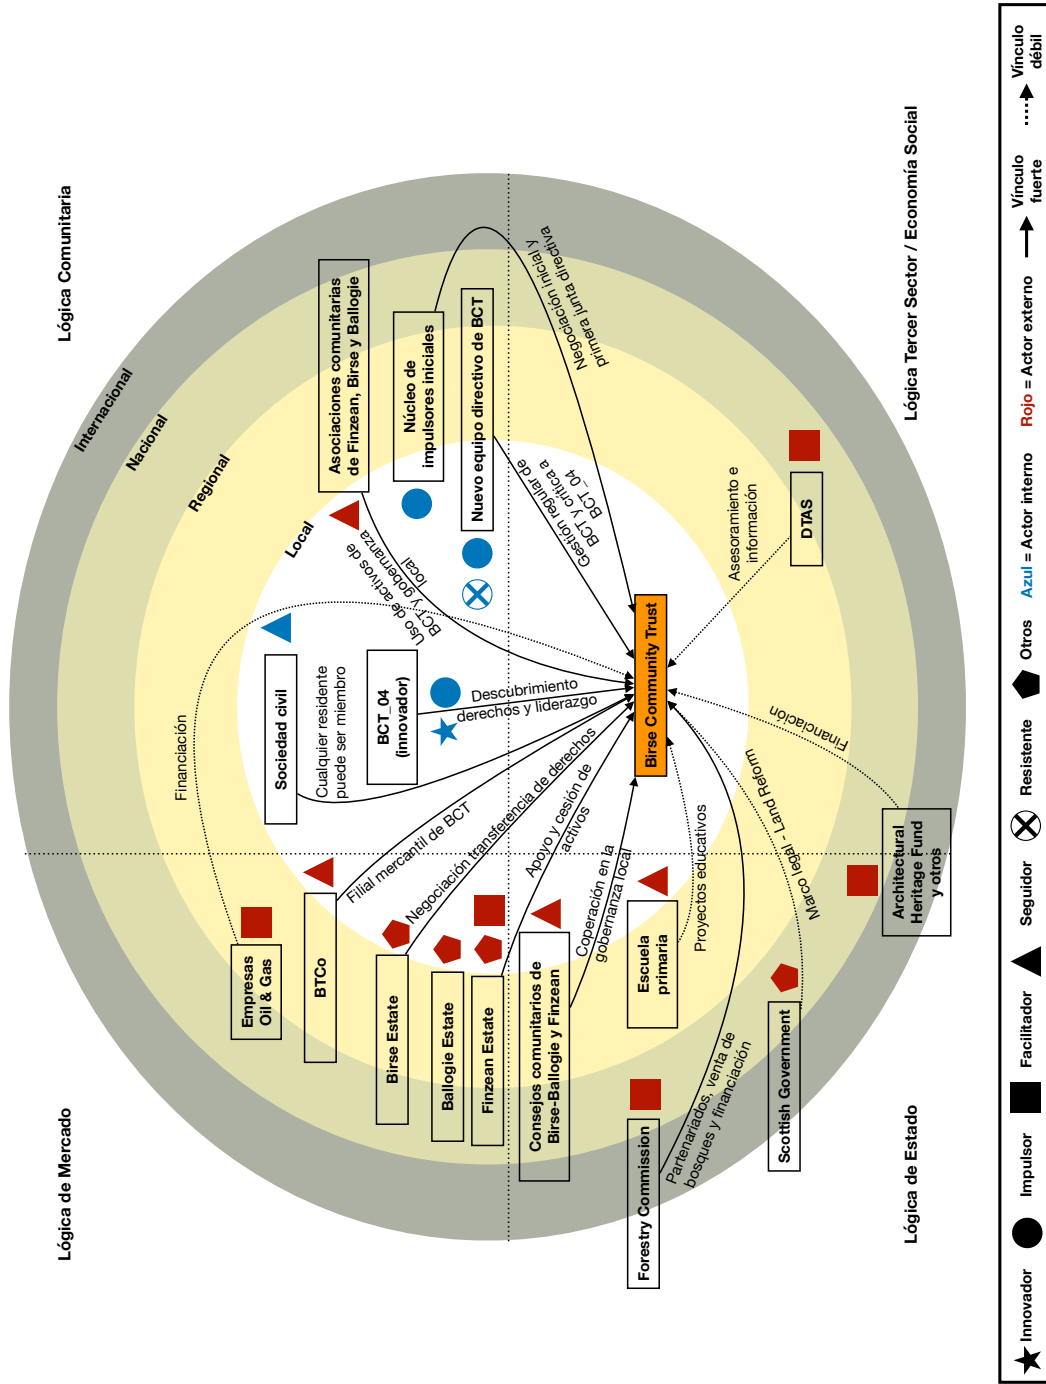 Lógica de Mercado
Lógica Comunitaria
Internacional
Nacional
Regional
Local
Empresas
Oil & Gas
Financiación
BTCo
Filial mercantil de BCT
Sociedad civil
Cualquier residente
puede ser miembro
Asociaciones comunitarias
de Finzean, Birse y Ballogie
Uso de activos de
BCT y gobernanza
local
Birse Estate
Negociación transferencia de derechos
BCT_04
(innovador)
Descubrimiento
derechos y liderazgo
Núcleo de
impulsores iniciales
Negociación inicial y
primera junta directiva
Ballogie Estate
Finzean Estate
Apoyo y cesión de
activos
Nuevo equipo directivo de BCT
Gestión regular de
BCT y crítica a
BCT_04
Consejos comunitarios de
Birse-Ballogie y Finzean
Coperación en la
gobernanza local
Birse Community Trust
Escuela
primaria
Proyectos educativos
Forestry Commission
Partenariados, venta de
bosques y financiación
Scottish Government
Marco legal - Land Reform
Architectural
Heritage Fund
y otros
Financiación
DTAS
Asesoramiento e
información
Lógica de Estado
Lógica Tercer Sector / Economía Social
Innovador
Impulsor
Facilitador
Seguidor
Resistente
Otros
Azul = Actor interno
Rojo = Actor externo
Vínculo
fuerte
Vínculo
débil